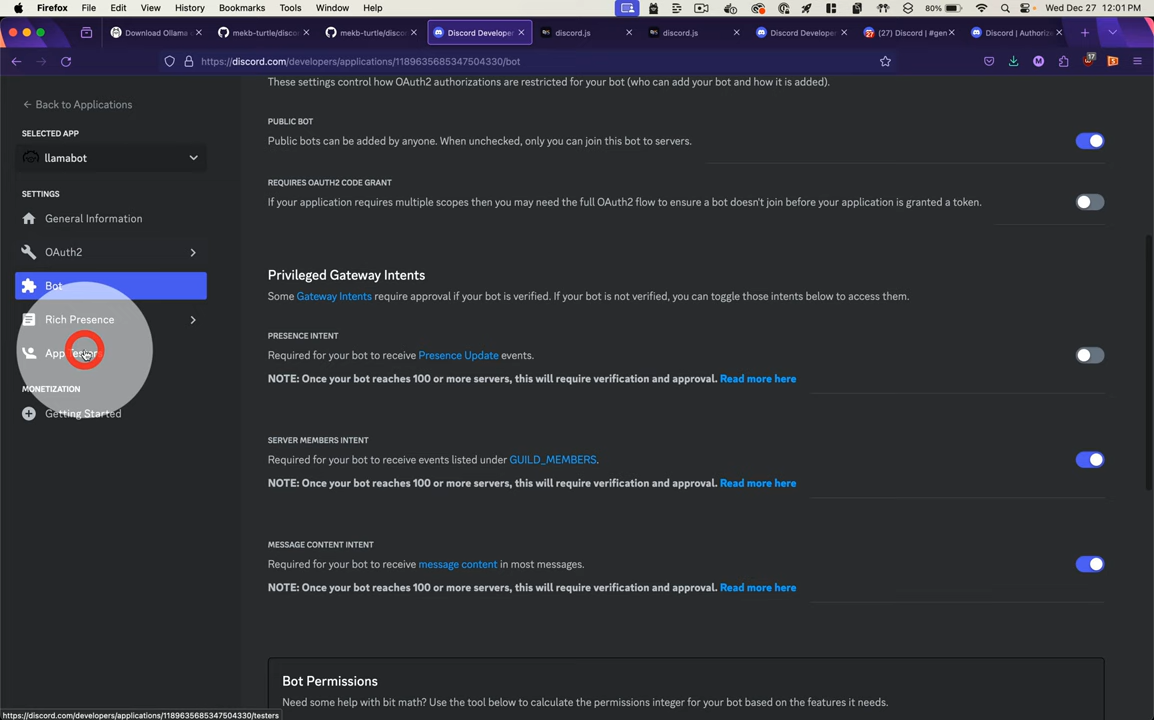 Firefox File Edit View History Bookmarks Tools Window Help 80% Wed Dec 27 12:01 PM
Download Ollama mekb-turtle/disco mekb-turtle/disco Discord Developer discord.js discord.js Discord Developer (27) Discord | #gen Discord | Authoriz
https://discord.com/developers/applications/1189635685347504330/bot 17
← Back to Applications
SELECTED APP
llamabot
SETTINGS
General Information
OAuth2
Bot
Rich Presence
App Testers
MONETIZATION
Getting Started
These settings control how OAuth2 authorizations are restricted for your bot (who can add your bot and how it is added).
PUBLIC BOT
Public bots can be added by anyone. When unchecked, only you can join this bot to servers.
REQUIRES OAUTH2 CODE GRANT
If your application requires multiple scopes then you may need the full OAuth2 flow to ensure a bot doesn't join before your application is granted a token.
Privileged Gateway Intents
Some Gateway Intents require approval if your bot is verified. If your bot is not verified, you can toggle those intents below to access them.
PRESENCE INTENT
Required for your bot to receive Presence Update events.
NOTE: Once your bot reaches 100 or more servers, this will require verification and approval. Read more here
SERVER MEMBERS INTENT
Required for your bot to receive events listed under GUILD_MEMBERS.
NOTE: Once your bot reaches 100 or more servers, this will require verification and approval. Read more here
MESSAGE CONTENT INTENT
Required for your bot to receive message content in most messages.
NOTE: Once your bot reaches 100 or more servers, this will require verification and approval. Read more here
Bot Permissions
Need some help with bit math? Use the tool below to calculate the permissions integer for your bot based on the features it needs.
https://discord.com/developers/applications/1189635685347504330/testers